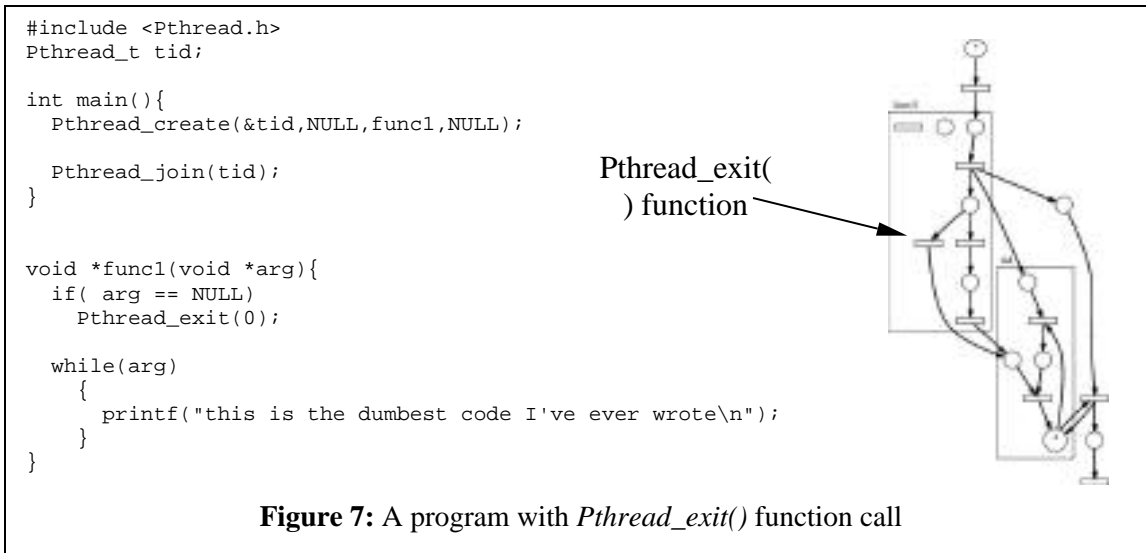 #include <Pthread.h>
Pthread_t tid;
int main(){
Pthread_create(&tid,NULL,func1,NULL);
Pthread_join(tid);
}
void *func1(void *arg){
if( arg == NULL)
Pthread_exit(0);
while(arg)
{
printf("this is the dumbest code I've ever wrote\n");
}
}
Pthread_exit(
) function
Figure 7: A program with Pthread_exit() function call